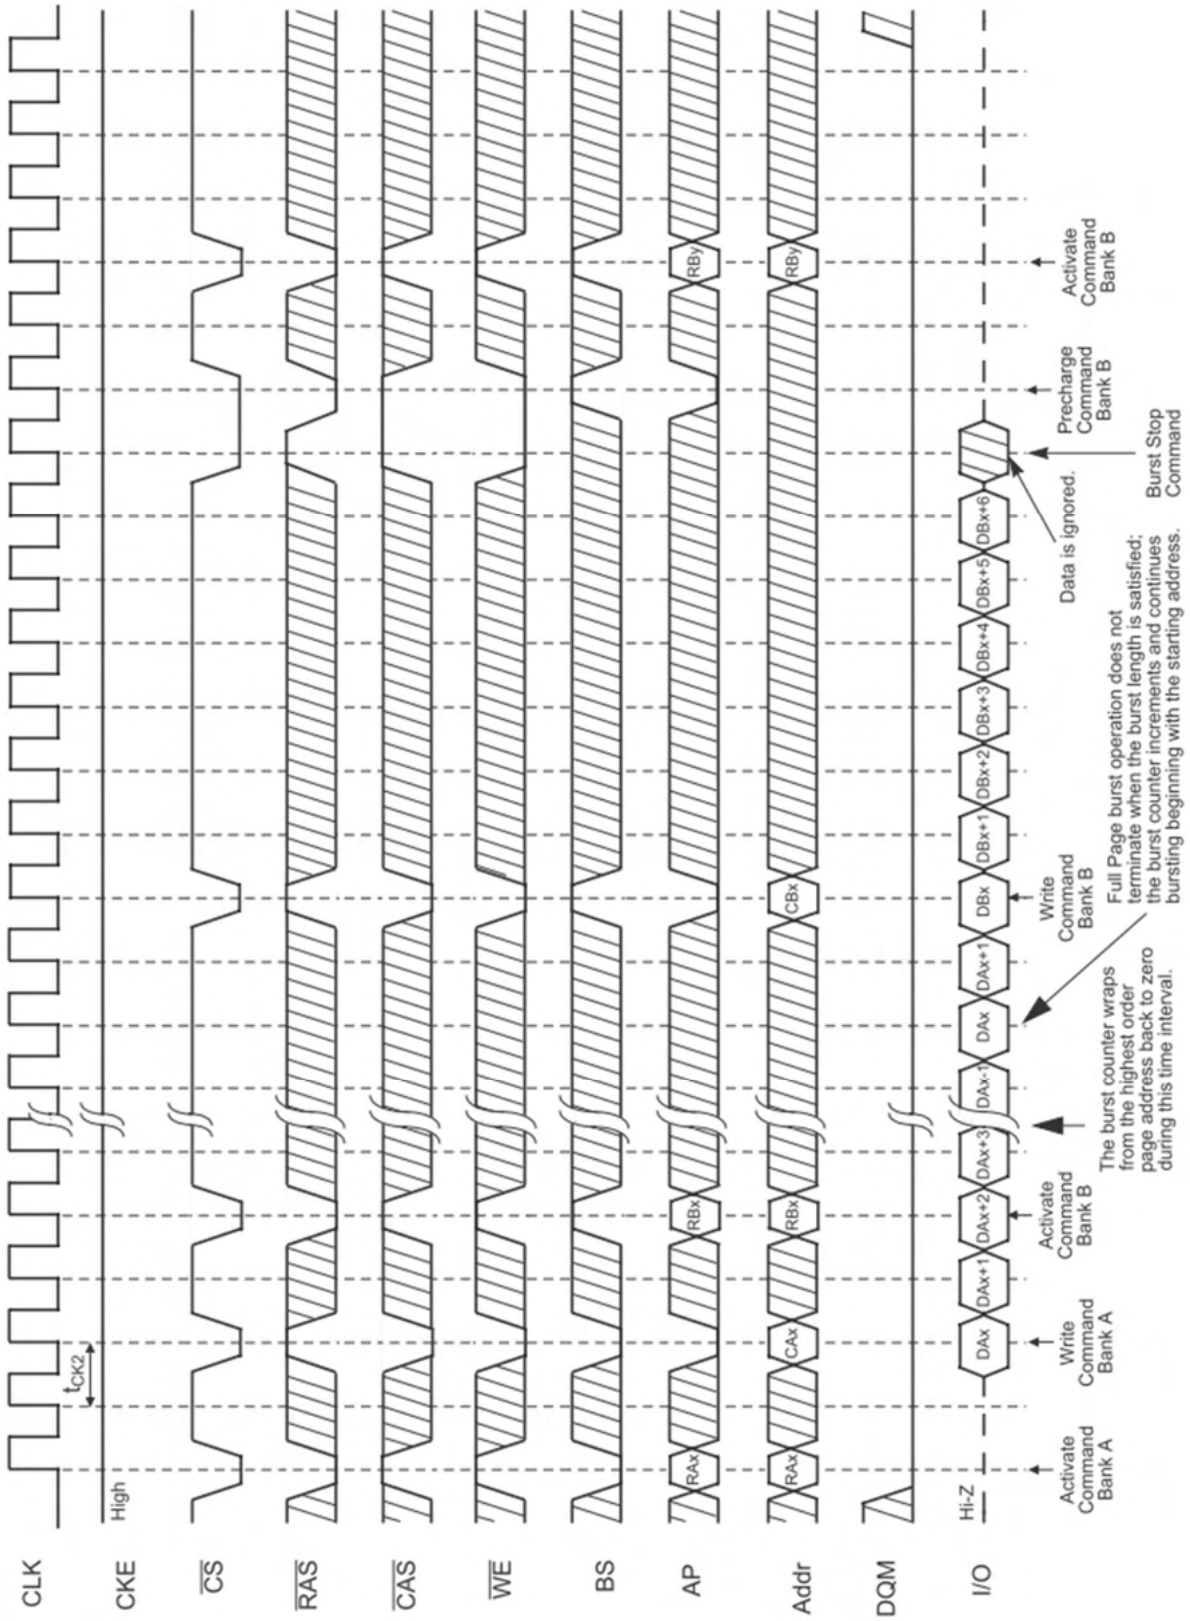 CLK
tCK2
CKE
High
CS
RAS
CAS
WE
BS
AP
RAx
RBx
RBy
Addr
RAx
CAx
RBx
CBx
RBy
DQM
I/O
Hi-Z
DAx
DAx+1
DAx+2
DAx+3
DAx-1
DAx
DAx+1
DBx
DBx+1
DBx+2
DBx+3
DBx+4
DBx+5
DBx+6
Activate
Command
Bank A
Write
Command
Bank A
Activate
Command
Bank B
The burst counter wraps
from the highest order
page address back to zero
during this time interval.
Write
Command
Bank B
Full Page burst operation does not
terminate when the burst length is satisfied;
the burst counter increments and continues
bursting beginning with the starting address.
Data is ignored.
Burst Stop
Command
Precharge
Command
Bank B
Activate
Command
Bank B